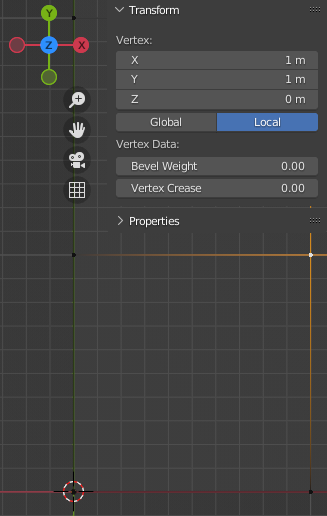 Transform
Y
Z
X
Vertex:
X 1 m
Y 1 m
Z 0 m
Global Local
Vertex Data:
Bevel Weight 0.00
Vertex Crease 0.00
Properties